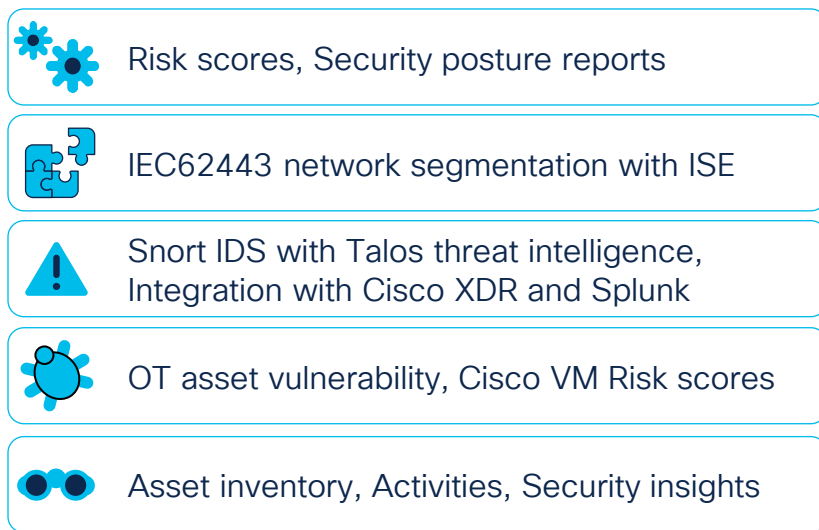 Risk scores, Security posture reports
IEC62443 network segmentation with ISE
Snort IDS with Talos threat intelligence,
Integration with Cisco XDR and Splunk
OT asset vulnerability, Cisco VM Risk scores
Asset inventory, Activities, Security insights